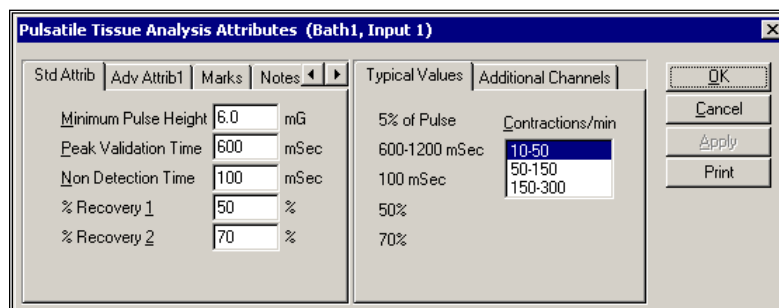 Pulsatile Tissue Analysis Attributes (Bath1, Input 1)
Std Attrib Adv Attrib1 Marks Notes
Minimum Pulse Height 6.0 mG
Peak Validation Time 600 mSec
Non Detection Time 100 mSec
% Recovery 1 50 %
% Recovery 2 70 %
Typical Values Additional Channels
5% of Pulse
600-1200 mSec
100 mSec
50%
70%
Contractions/min
10-50
50-150
150-300
OK
Cancel
Apply
Print